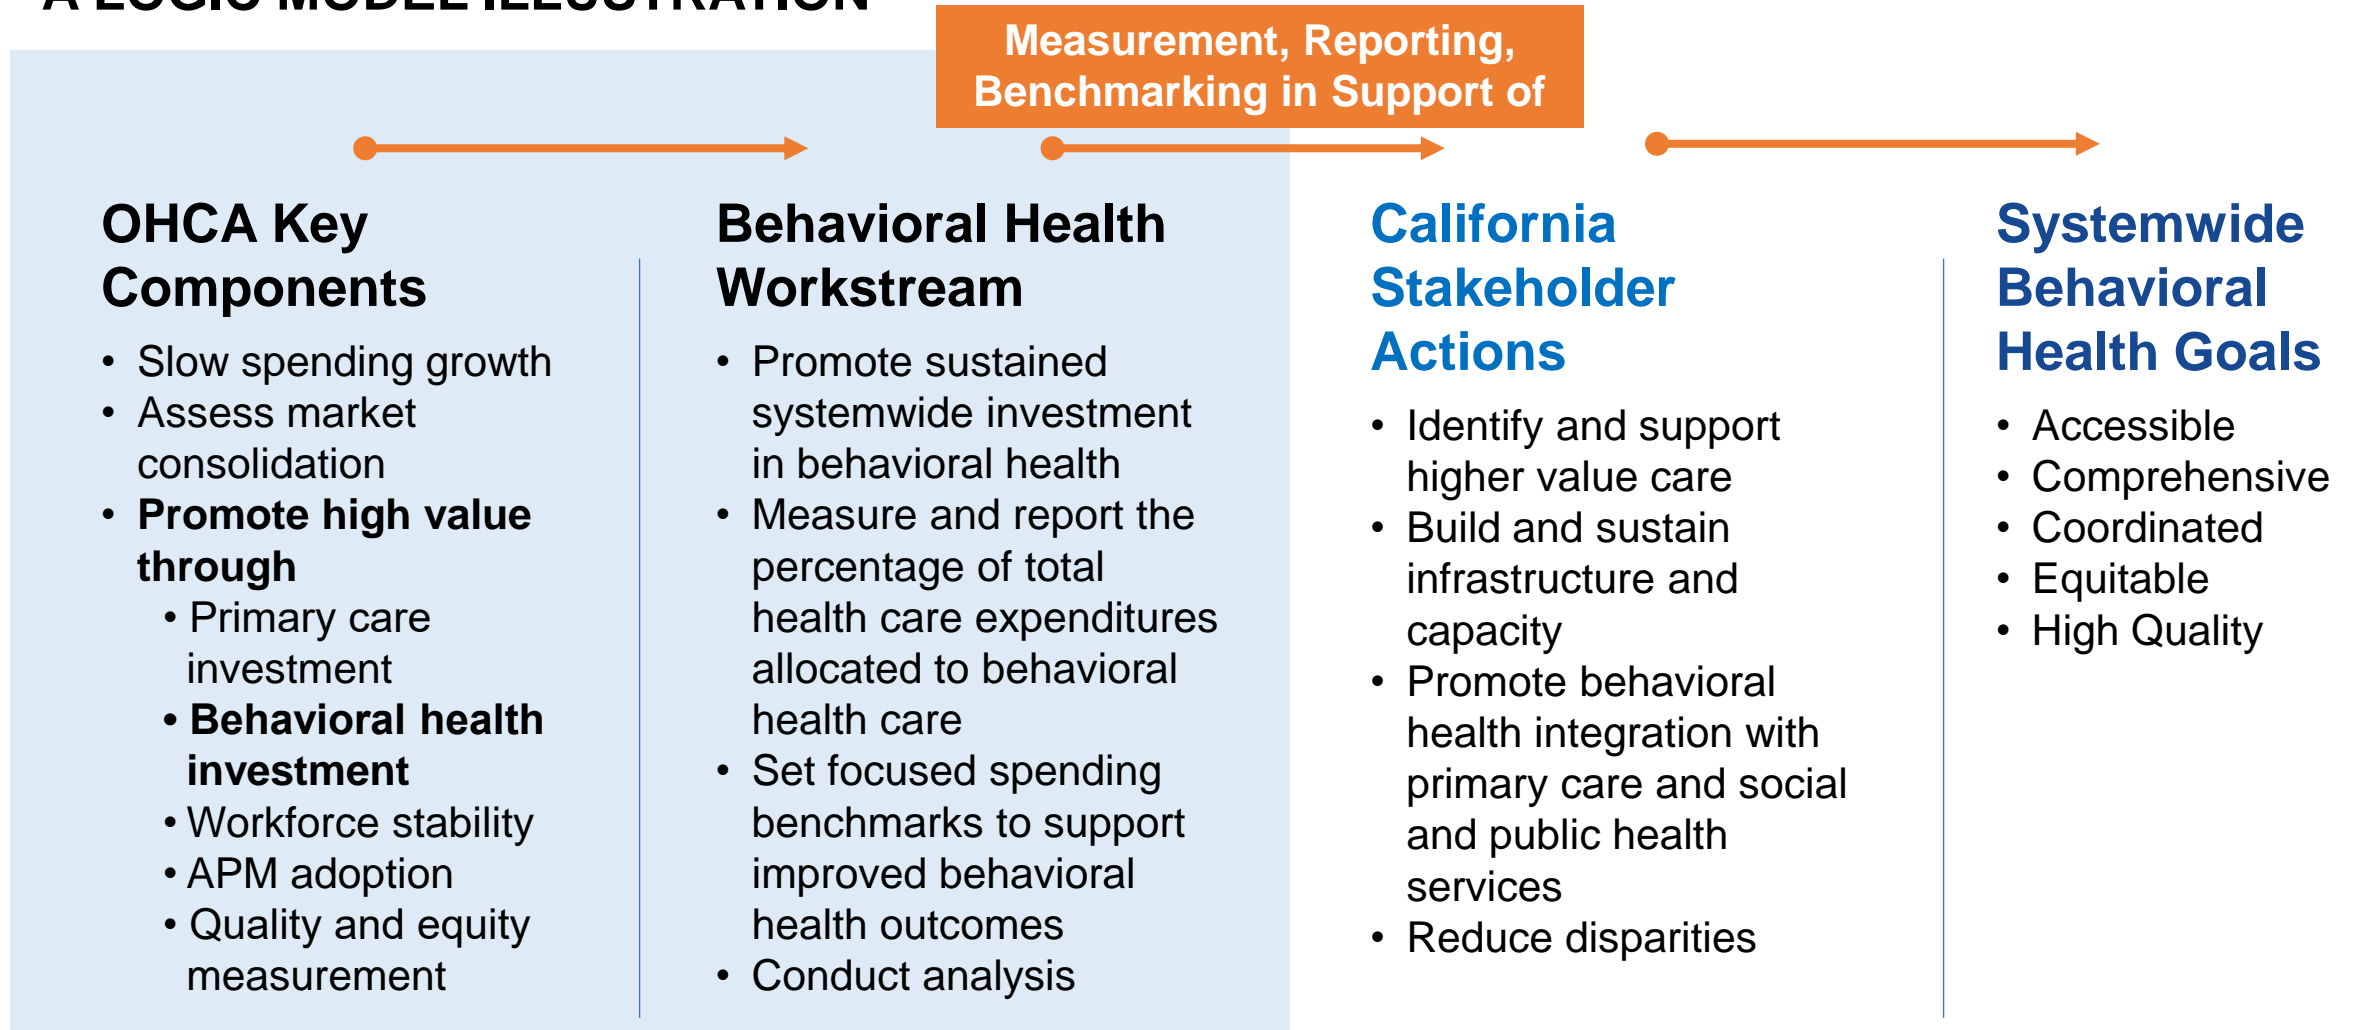 A LOGIC MODEL ILLUSTRATION
Measurement, Reporting,
Benchmarking in Support of
OHCA Key
Components
• Slow spending growth
• Assess market
consolidation
• Promote high value
through
• Primary care
investment
• Behavioral health
investment
• Workforce stability
• APM adoption
• Quality and equity
measurement
Behavioral Health
Workstream
• Promote sustained
systemwide investment
in behavioral health
• Measure and report the
percentage of total
health care expenditures
allocated to behavioral
health care
• Set focused spending
benchmarks to support
improved behavioral
health outcomes
• Conduct analysis
California
Stakeholder
Actions
• Identify and support
higher value care
• Build and sustain
infrastructure and
capacity
• Promote behavioral
health integration with
primary care and social
and public health
services
• Reduce disparities
Systemwide
Behavioral
Health Goals
• Accessible
• Comprehensive
• Coordinated
• Equitable
• High Quality